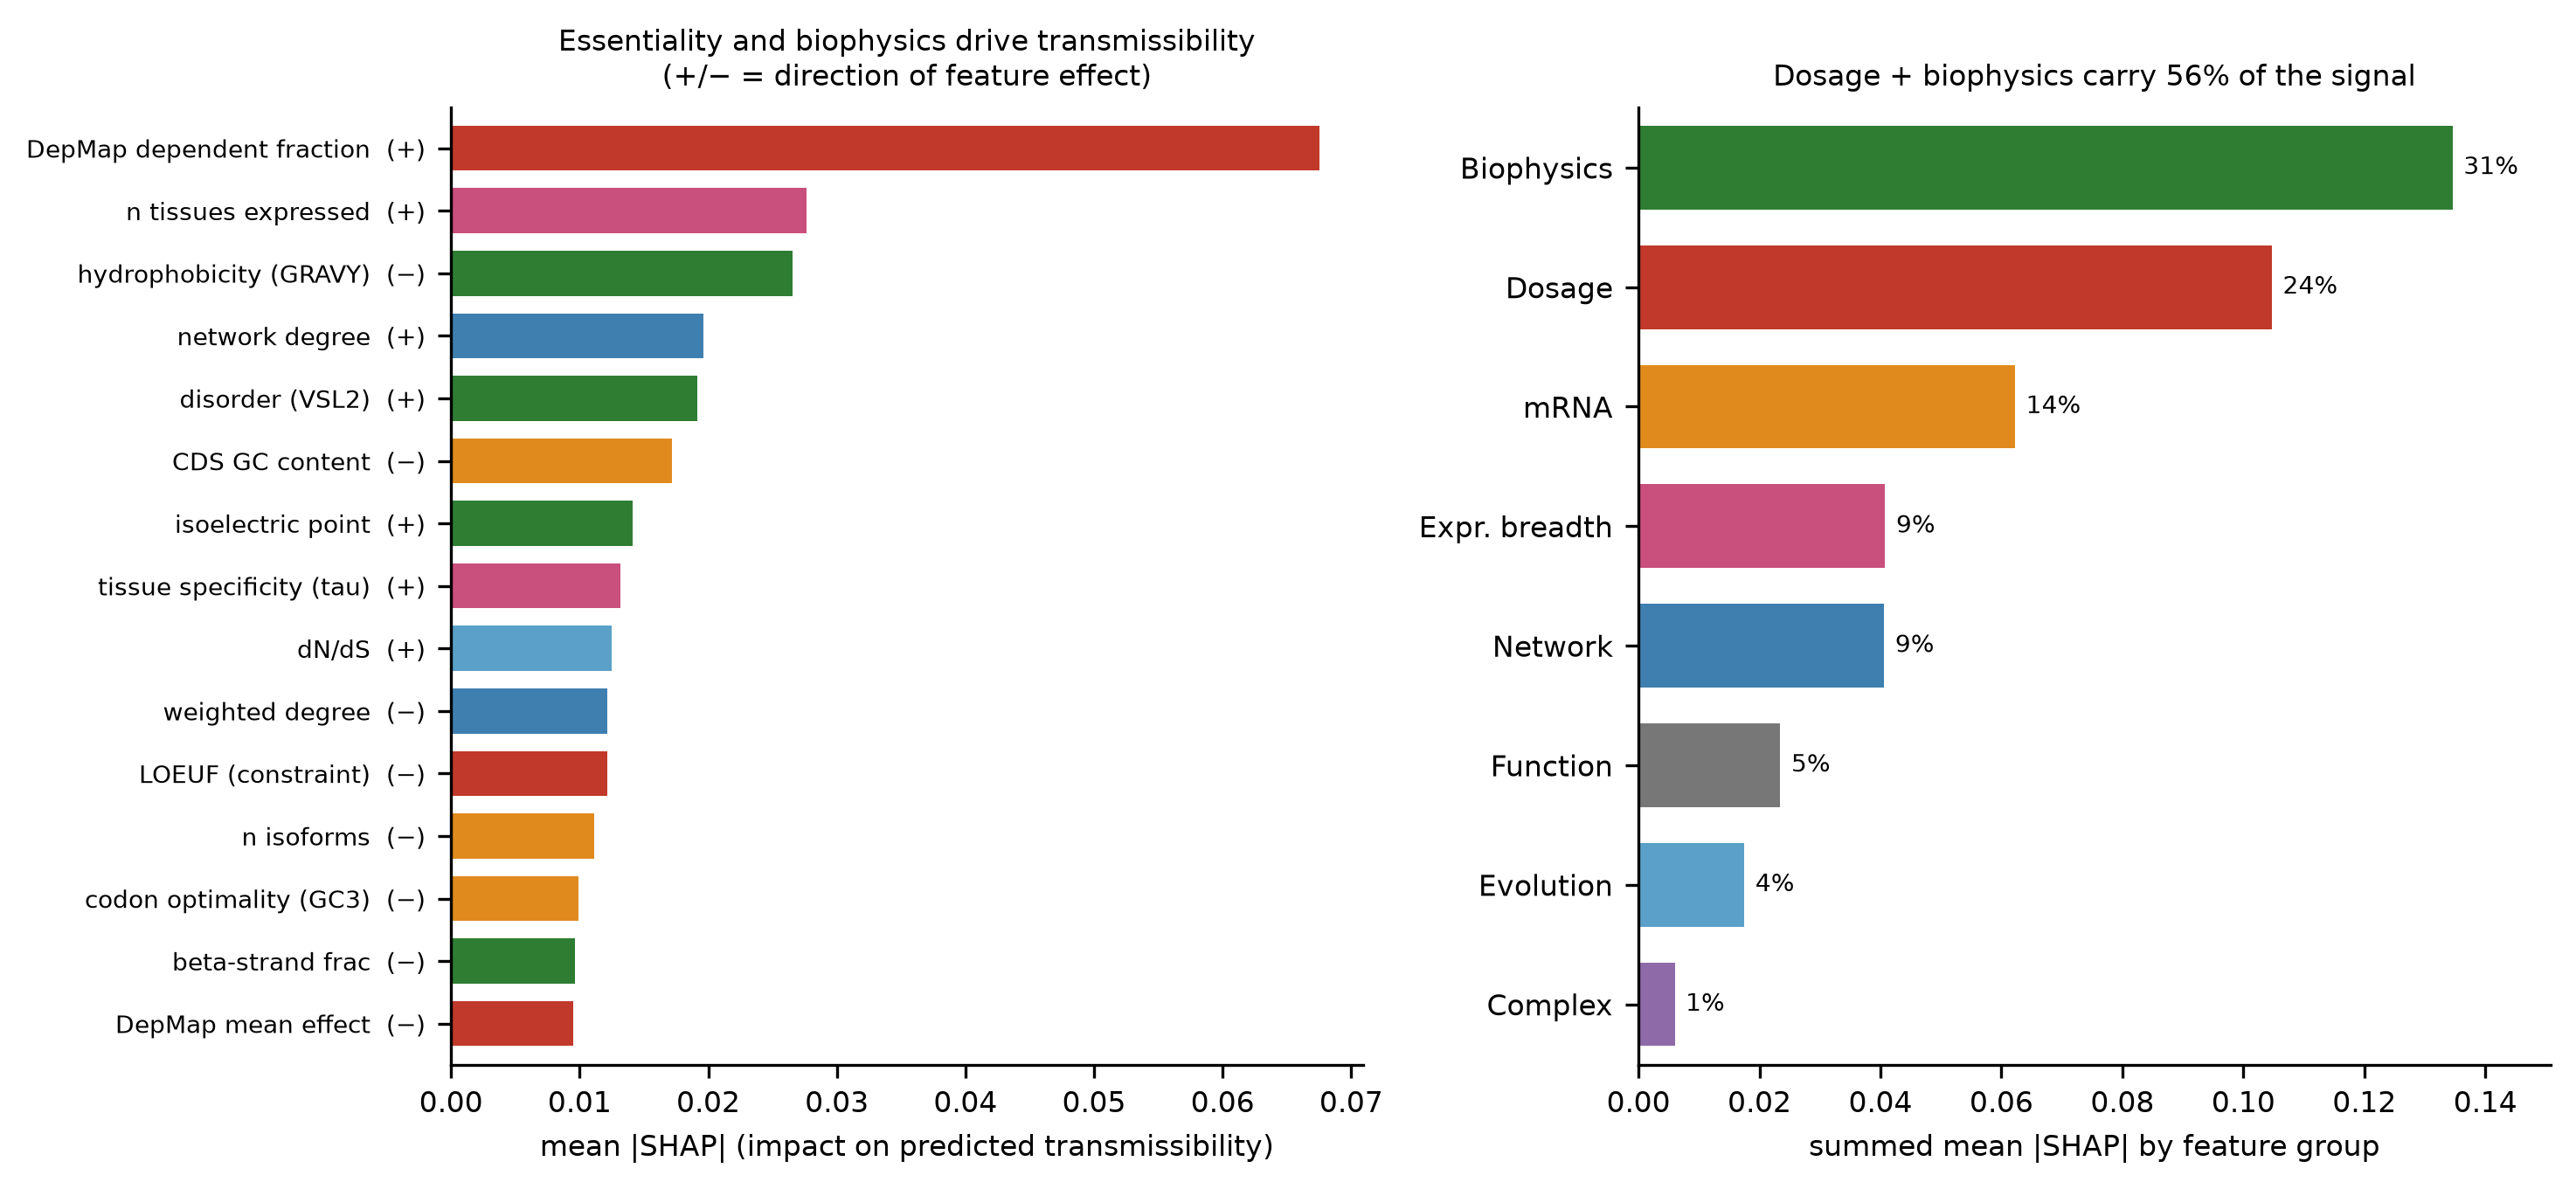 Essentiality and biophysics drive transmissibility
(+/− = direction of feature effect)
DepMap dependent fraction (+)
n tissues expressed (+)
hydrophobicity (GRAVY) (−)
network degree (+)
disorder (VSL2) (+)
CDS GC content (−)
isoelectric point (+)
tissue specificity (tau) (+)
dN/dS (+)
weighted degree (−)
LOEUF (constraint) (−)
n isoforms (−)
codon optimality (GC3) (−)
beta-strand frac (−)
DepMap mean effect (−)
0.00 0.01 0.02 0.03 0.04 0.05 0.06 0.07
mean |SHAP| (impact on predicted transmissibility)
Dosage + biophysics carry 56% of the signal
Biophysics 31%
Dosage 24%
mRNA 14%
Expr. breadth 9%
Network 9%
Function 5%
Evolution 4%
Complex 1%
0.00 0.02 0.04 0.06 0.08 0.10 0.12 0.14
summed mean |SHAP| by feature group